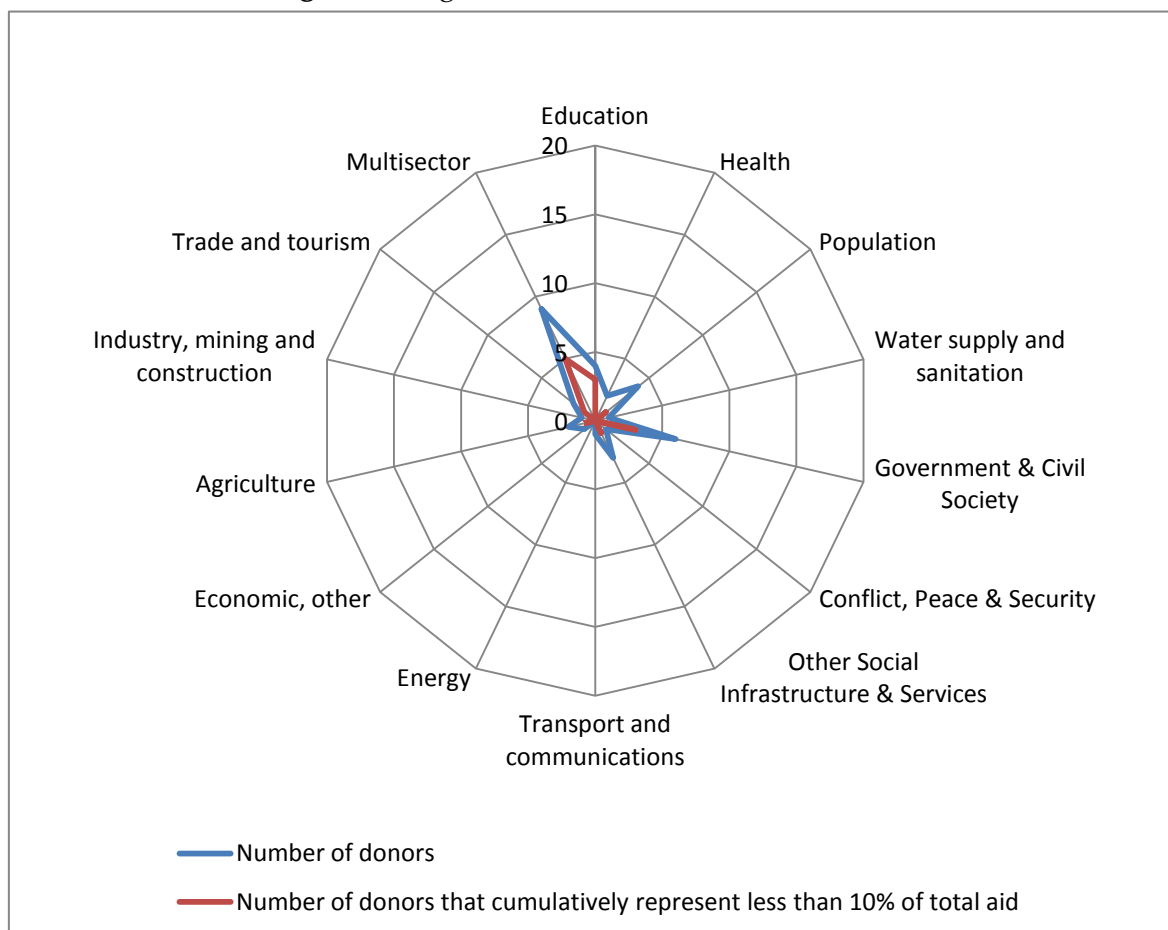 Education
20
Multisector
Health
15
Trade and tourism
Population
10
Industry, mining and
construction
Water supply and
sanitation
5
0
Agriculture
Government & Civil
Society
Economic, other
Conflict, Peace & Security
Energy
Other Social
Infrastructure & Services
Transport and
communications
Number of donors
Number of donors that cumulatively represent less than 10% of total aid